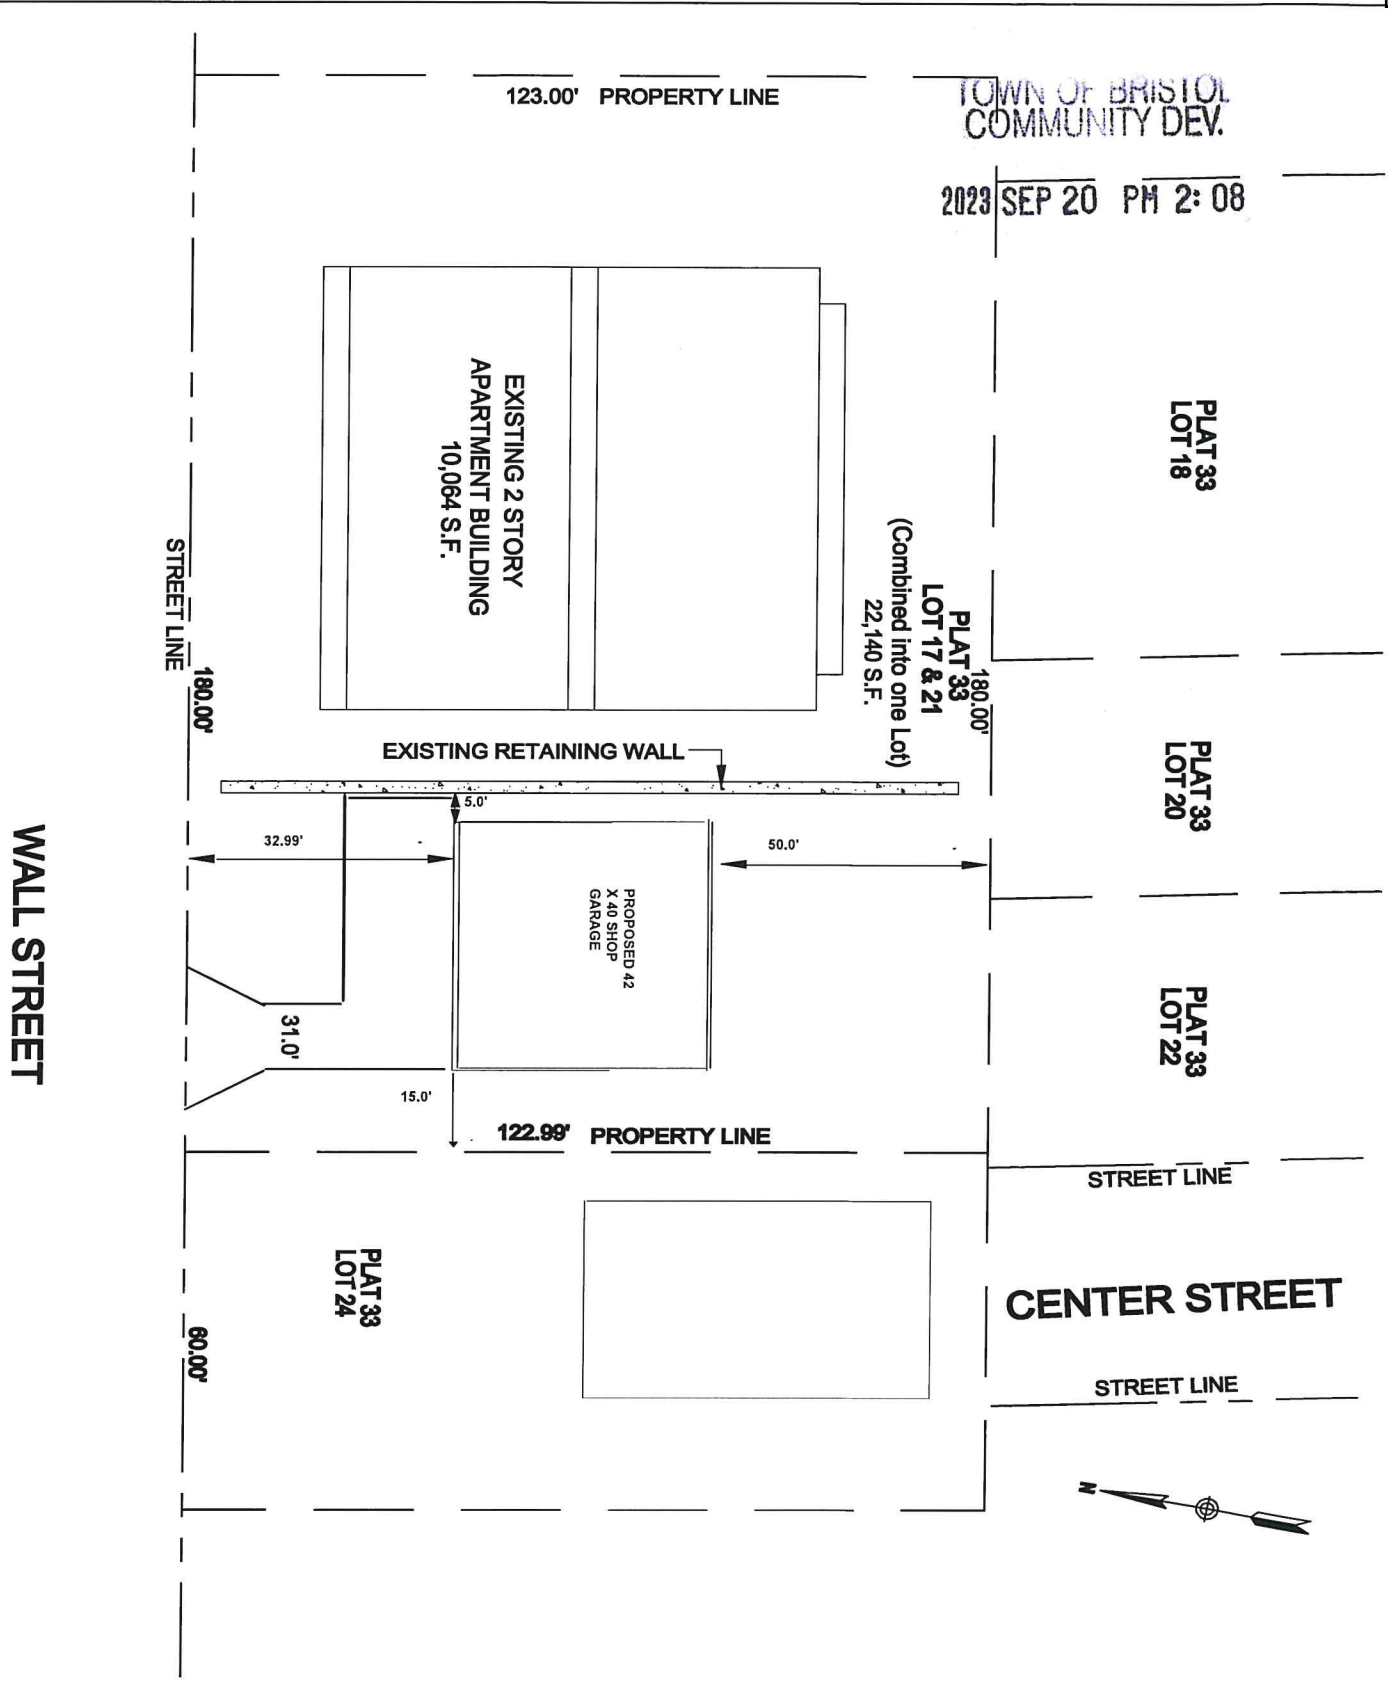 123.00' PROPERTY LINE
TOWN OF BRISTOL
COMMUNITY DEV.
2023 SEP 20 PM 2:08
PLAT 33
LOT 18
EXISTING 2 STORY
APARTMENT BUILDING
10,064 S.F.
PLAT 33
LOT 17 & 21
(Combined into one Lot)
22,140 S.F.
180.00'
STREET LINE
180.00'
EXISTING RETAINING WALL
PLAT 33
LOT 20
5.0'
32.99'
50.0'
PROPOSED 42
X 40 SHOP
GARAGE
WALL STREET
PLAT 33
LOT 22
31.0'
15.0'
122.99' PROPERTY LINE
STREET LINE
PLAT 33
LOT 24
CENTER STREET
60.00'
STREET LINE
N